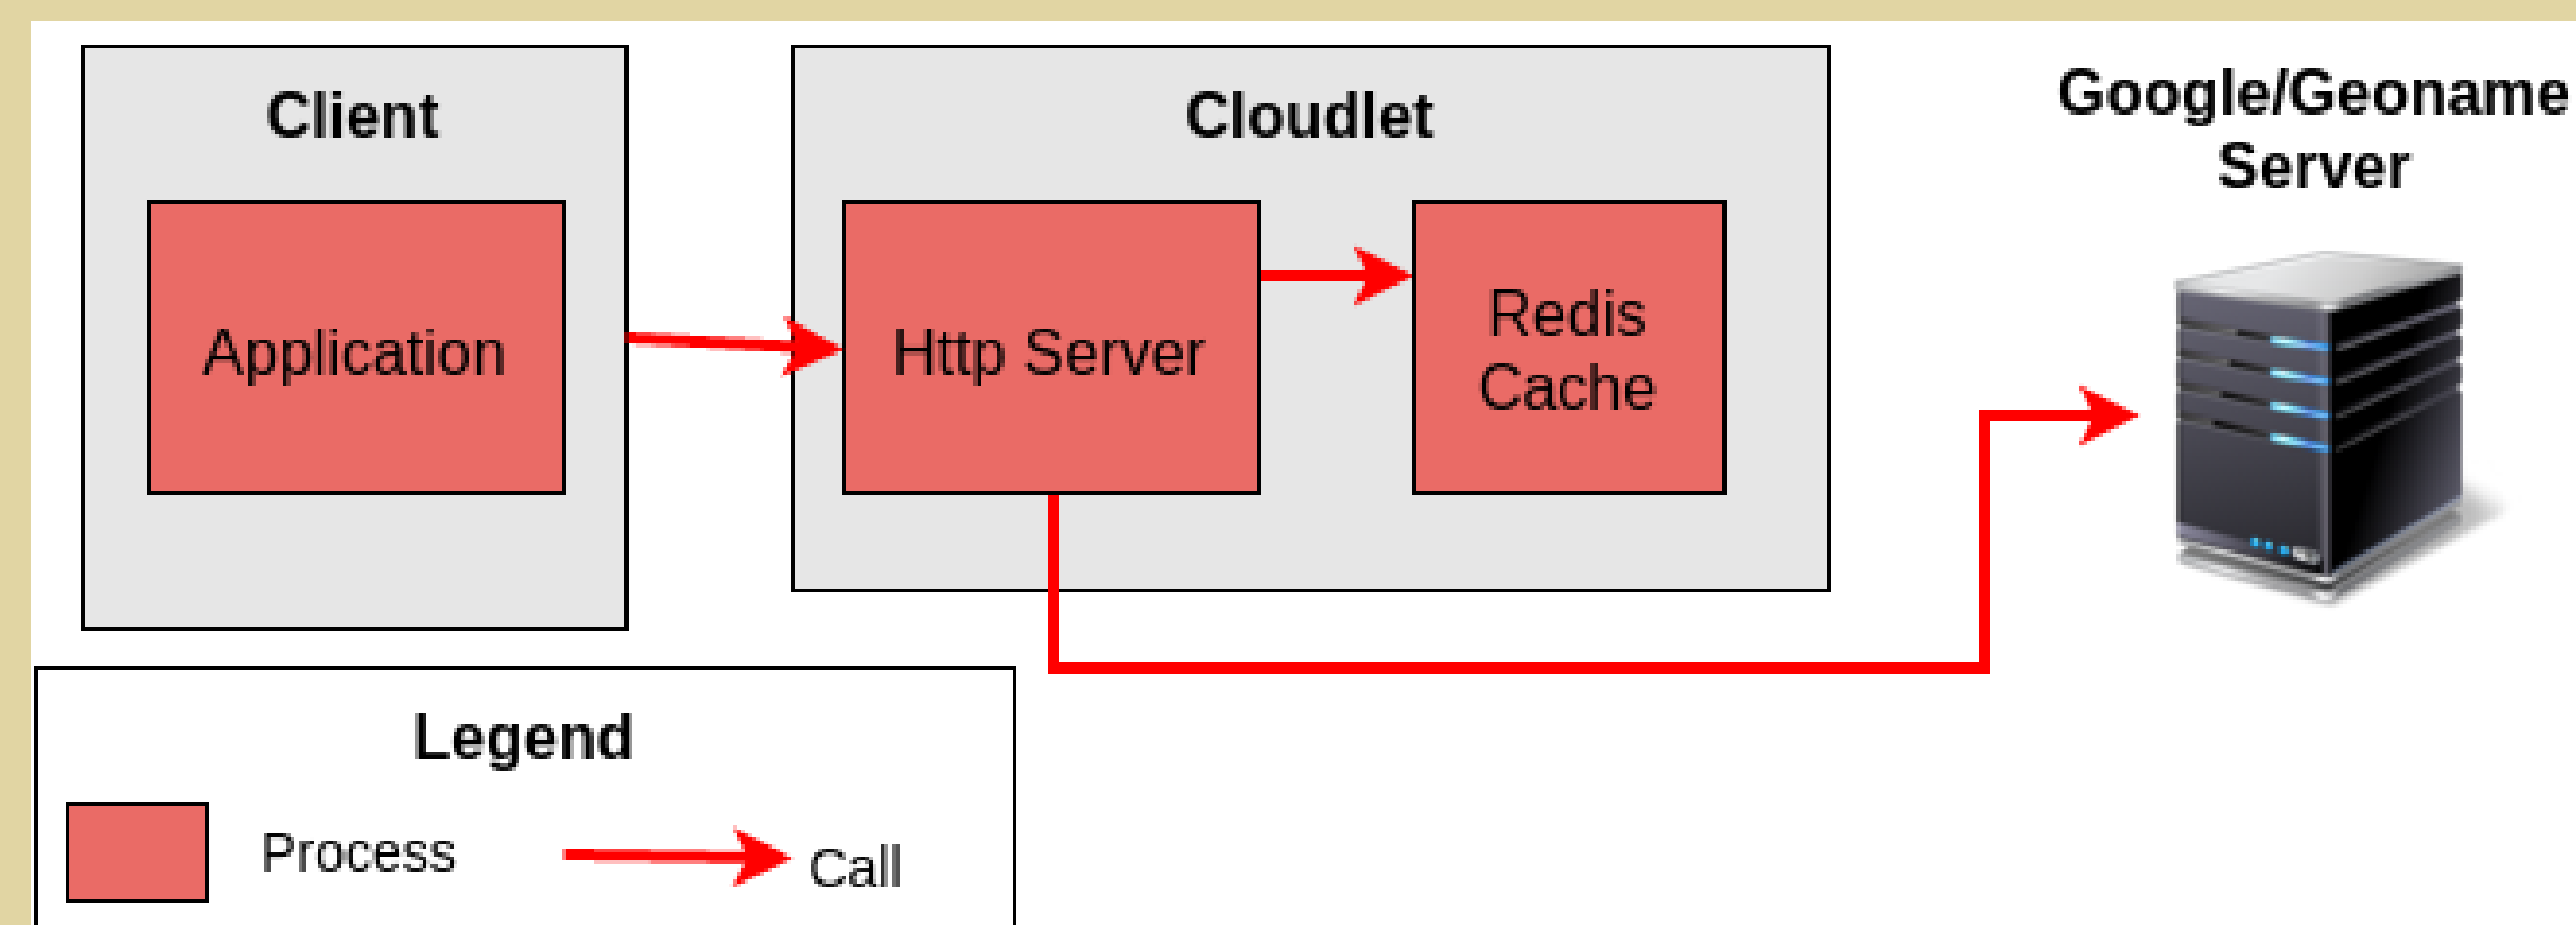 Client
Application
Cloudlet
Http Server
Redis
Cache
Google/Geoname
Server
Legend
Process
Call